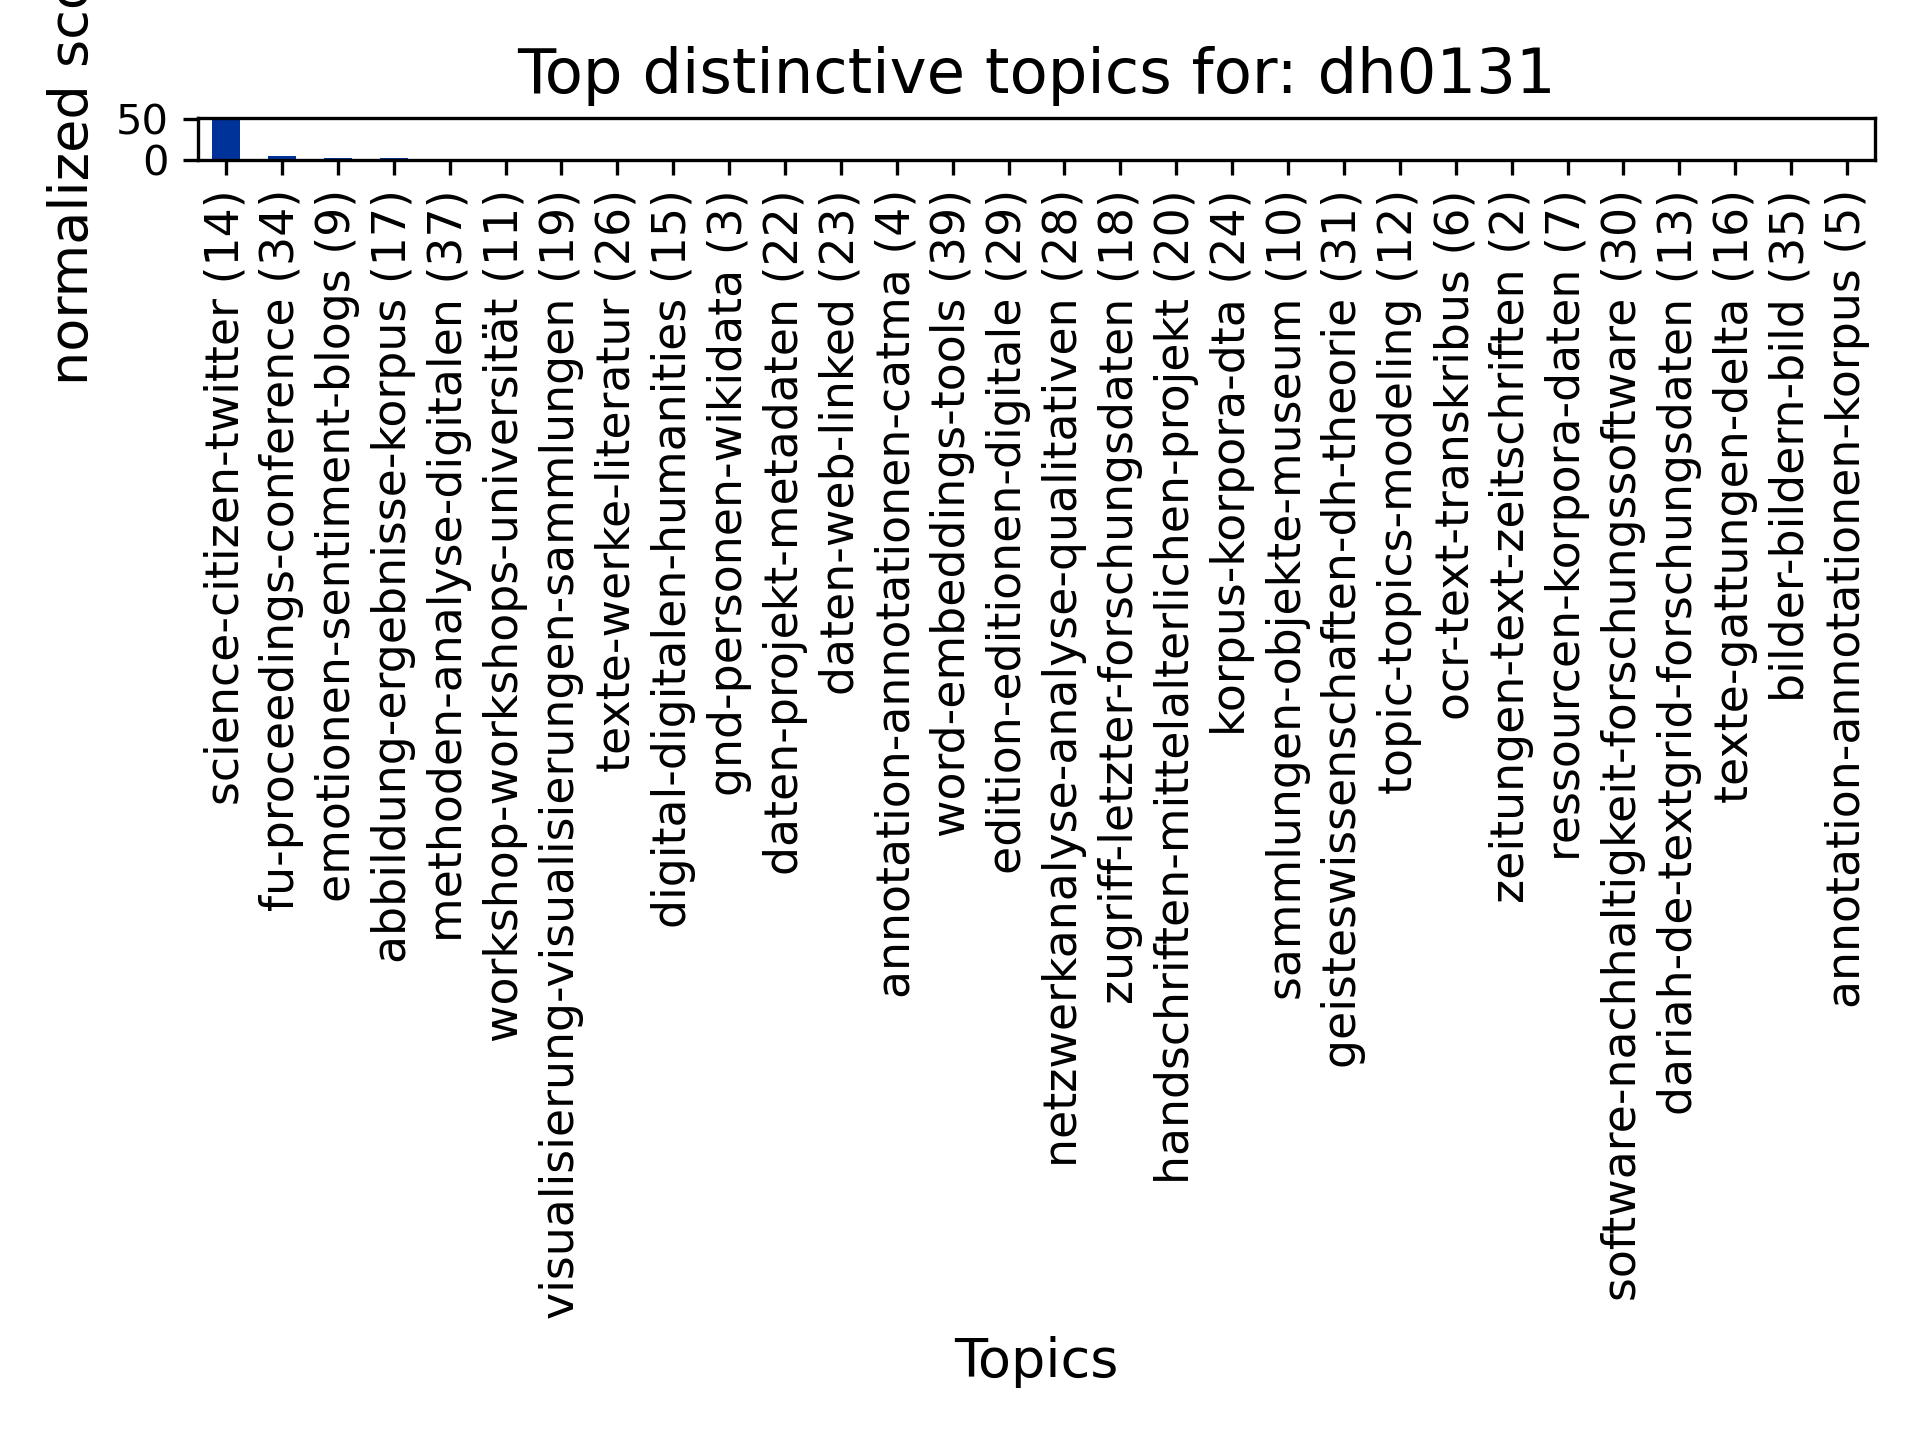 Top distinctive topics for: dh0131
normalized
50
0
science-citizen-twitter (14)
fu-proceedings-conference (34)
emotionen-sentiment-blogs (9)
abbildung-ergebnisse-korpus (17)
methoden-analyse-digitalen (37)
workshop-workshops-universität (11)
visualisierung-visualisierungen-sammlungen (19)
texte-werke-literatur (26)
digital-digitalen-humanities (15)
gnd-personen-wikidata (3)
daten-projekt-metadaten (22)
daten-web-linked (23)
annotation-annotationen-catma (4)
word-embeddings-tools (39)
edition-editionen-digitale (29)
netzwerkanalyse-analyse-qualitativen (28)
zugriff-letzter-forschungsdaten (18)
handschriften-mittelalterlichen-projekt (20)
korpus-korpora-dta (24)
sammlungen-objekte-museum (10)
geisteswissenschaften-dh-theorie (31)
topic-topics-modeling (12)
ocr-text-transkribus (6)
zeitungen-text-zeitschriften (2)
ressourcen-korpora-daten (7)
software-nachhaltigkeit-forschungssoftware (30)
dariah-de-textgrid-forschungsdaten (13)
texte-gattungen-delta (16)
bilder-bildern-bild (35)
annotation-annotationen-korpus (5)
Topics